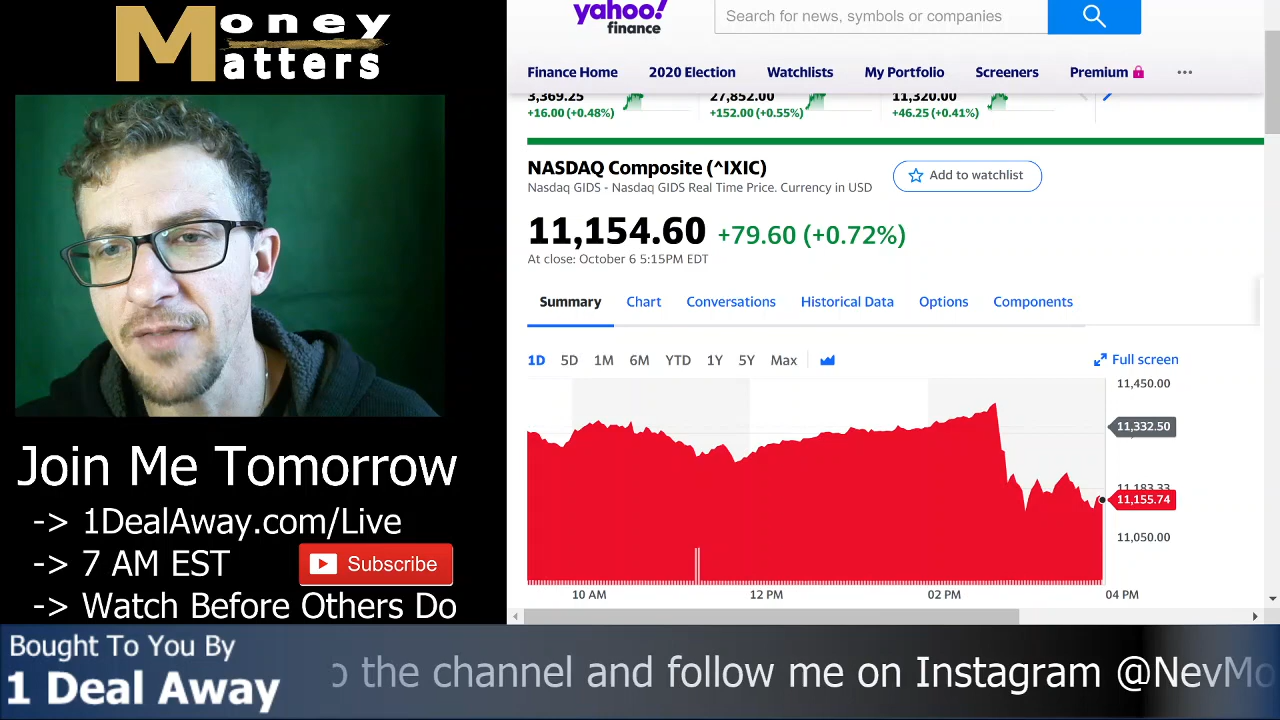 Money
Matters
Join Me Tomorrow
-> 1DealAway.com/Live
-> 7 AM EST
Subscribe
-> Watch Before Others Do
yahoo!
finance
Search for news, symbols or companies
Finance Home 2020 Election Watchlists My Portfolio Screeners Premium ...
3,369.25 27,852.00 11,320.00
+16.00 (+0.48%) +152.00 (+0.55%) +46.25 (+0.41%)
NASDAQ Composite (^IXIC)
Add to watchlist
Nasdaq GIDS - Nasdaq GIDS Real Time Price. Currency in USD
11,154.60 +79.60 (+0.72%)
At close: October 6 5:15PM EDT
Summary Chart Conversations Historical Data Options Components
1D 5D 1M 6M YTD 1Y 5Y Max Full screen
11,450.00
11,332.50
11,183.33
11,155.74
11,050.00
10 AM 12 PM 02 PM 04 PM
Bought To You By
1 Deal Away
o the channel and follow me on Instagram @NevMo